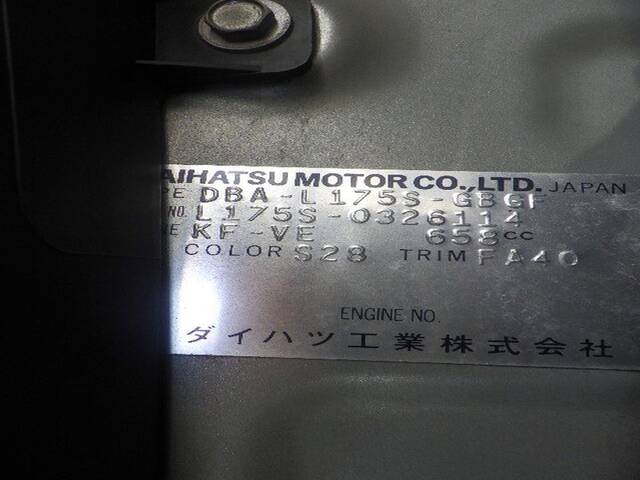 AIHATSU MOTOR CO.,LTD. JAPAN
PE DBA-L175S-GBGF
NO. L175S-0326114
NE KF-VE 658CC
COLOR S28 TRIM FA40
ENGINE NO.
ダイハツ工業株式会社